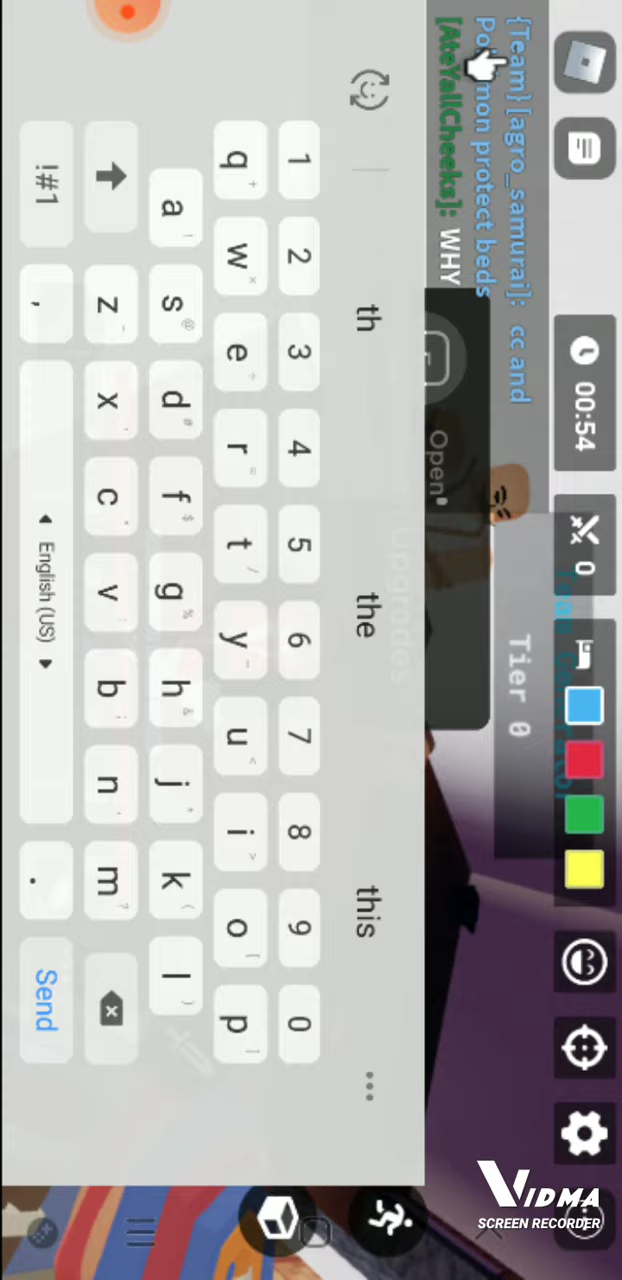 {Team} [agro_samurai]: cc and
mon protect beds
[AteYallCheeks]: WHY
00:54
0
Open
Upgrades
Tier 0
th the this
1 2 3 4 5 6 7 8 9 0
q w e r t y u i o p
a s d f g h j k l
z x c v b n m
!#1 , English (US) . Send
VIDMA
SCREEN RECORDER